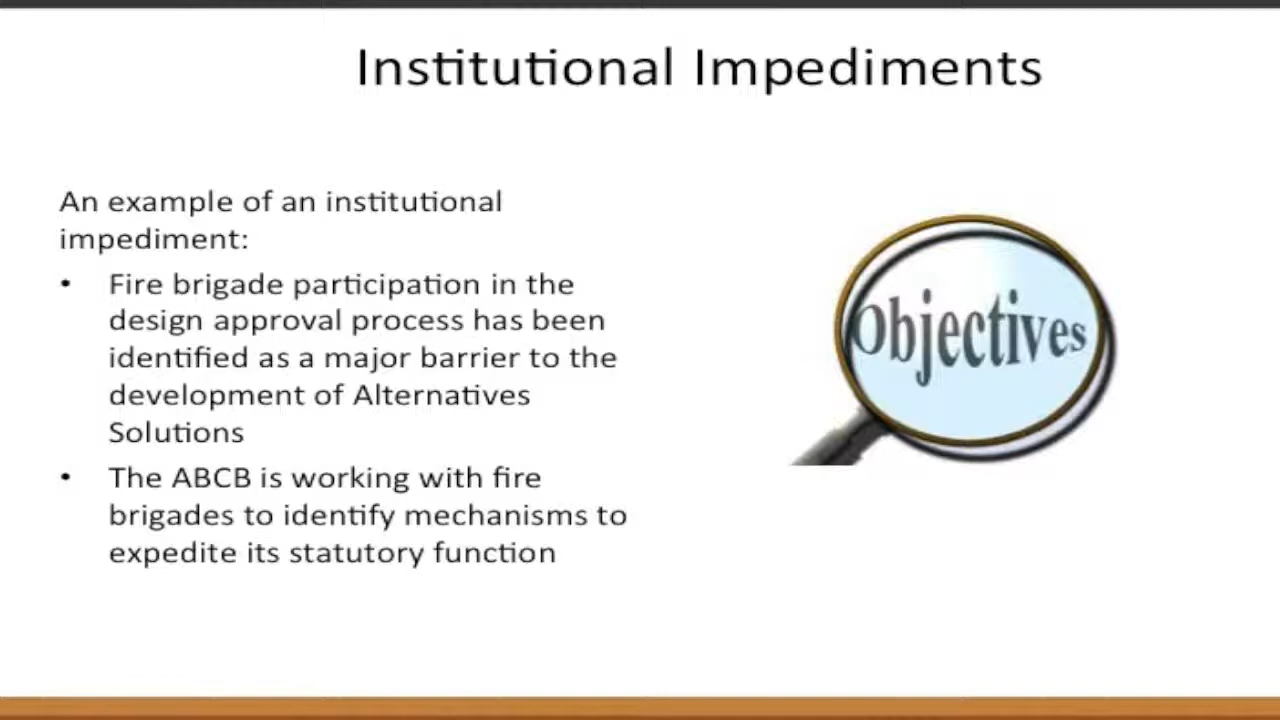 Institutional Impediments
An example of an institutional
impediment:
• Fire brigade participation in the
design approval process has been
identified as a major barrier to the
development of Alternatives
Solutions
• The ABCB is working with fire
brigades to identify mechanisms to
expedite its statutory function
Objectives